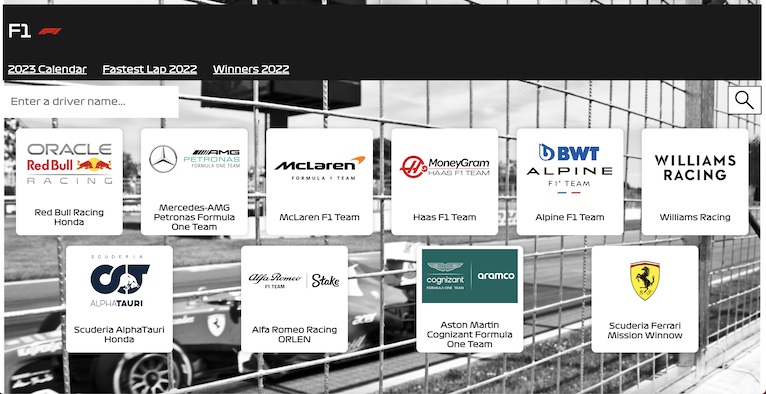 F1
2023 Calendar Fastest Lap 2022 Winners 2022
Enter a driver name...
ORACLE
Red Bull
RACING
Red Bull Racing
Honda
AMG
PETRONAS
FORMULA ONE TEAM
Mercedes-AMG
Petronas Formula
One Team
McLaren
FORMULA 1 TEAM
McLaren F1 Team
MoneyGram
HAAS F1 TEAM
Haas F1 Team
BWT
ALPINE
F1 TEAM
Alpine F1 Team
WILLIAMS
RACING
Williams Racing
SCUDERIA
ALPHATAURI
Scuderia AlphaTauri
Honda
Alfa Romeo
F1 TEAM
Stake
Alfa Romeo Racing
ORLEN
cognizant
FORMULA ONE TEAM
aramco
Aston Martin
Cognizant Formula
One Team
Scuderia Ferrari
Mission Winnow